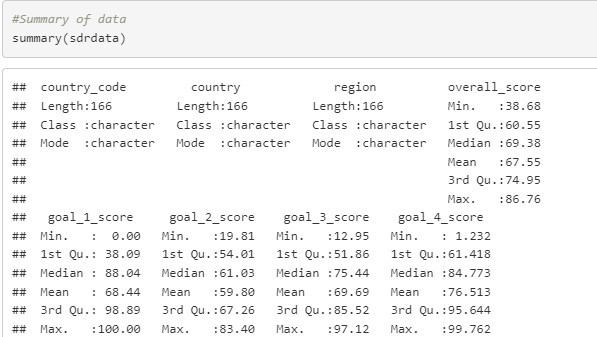 #Summary of data
summary(sdrdata)
##  country_code         country             region          overall_score
##  Length:166         Length:166         Length:166         Min.   :38.68
##  Class :character   Class :character   Class :character   1st Qu.:60.55
##  Mode  :character   Mode  :character   Mode  :character   Median :69.38
##                                                           Mean   :67.55
##                                                           3rd Qu.:74.95
##                                                           Max.   :86.76
##   goal_1_score     goal_2_score    goal_3_score    goal_4_score
##  Min.   :  0.00   Min.   :19.81   Min.   :12.95   Min.   : 1.232
##  1st Qu.: 38.09   1st Qu.:54.01   1st Qu.:51.86   1st Qu.:61.418
##  Median : 88.04   Median :61.03   Median :75.44   Median :84.773
##  Mean   : 68.44   Mean   :59.80   Mean   :69.69   Mean   :76.513
##  3rd Qu.: 98.89   3rd Qu.:67.26   3rd Qu.:85.52   3rd Qu.:95.644
##  Max.   :100.00   Max.   :83.40   Max.   :97.12   Max.   :99.762